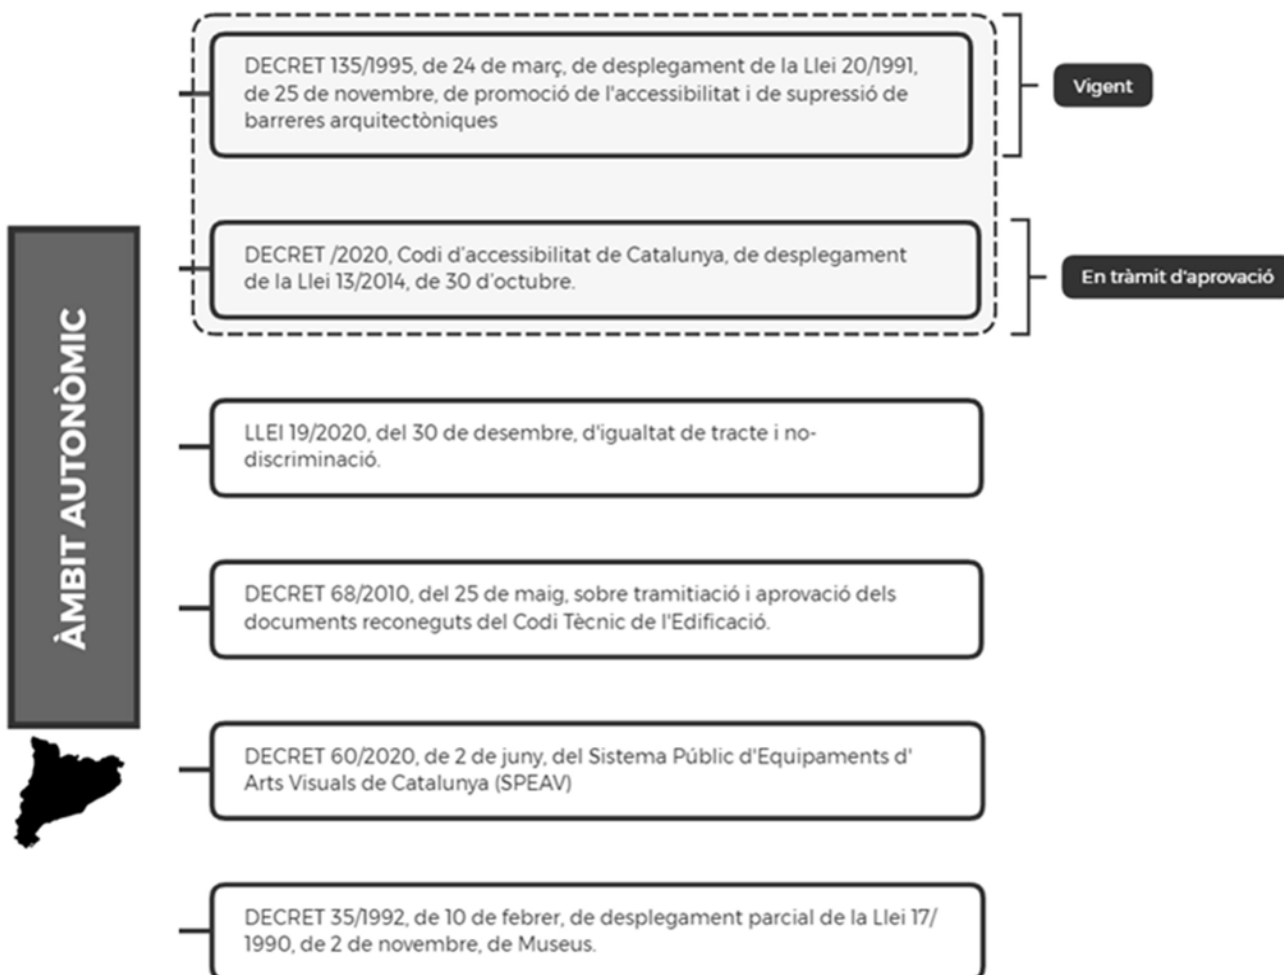 DECRET 135/1995, de 24 de març, de desplegament de la Llei 20/1991,
de 25 de novembre, de promoció de l'accessibilitat i de supressió de
barreres arquitectòniques
Vigent
DECRET /2020, Codi d'accessibilitat de Catalunya, de desplegament
de la Llei 13/2014, de 30 d'octubre.
En tràmit d'aprovació
ÀMBIT AUTONÒMIC
LLEI 19/2020, del 30 de desembre, d'igualtat de tracte i no-
discriminació.
DECRET 68/2010, del 25 de maig, sobre tramitiació i aprovació dels
documents reconeguts del Codi Tècnic de l'Edificació.
DECRET 60/2020, de 2 de juny, del Sistema Públic d'Equipaments d'
Arts Visuals de Catalunya (SPEAV)
DECRET 35/1992, de 10 de febrer, de desplegament parcial de la Llei 17/
1990, de 2 de novembre, de Museus.